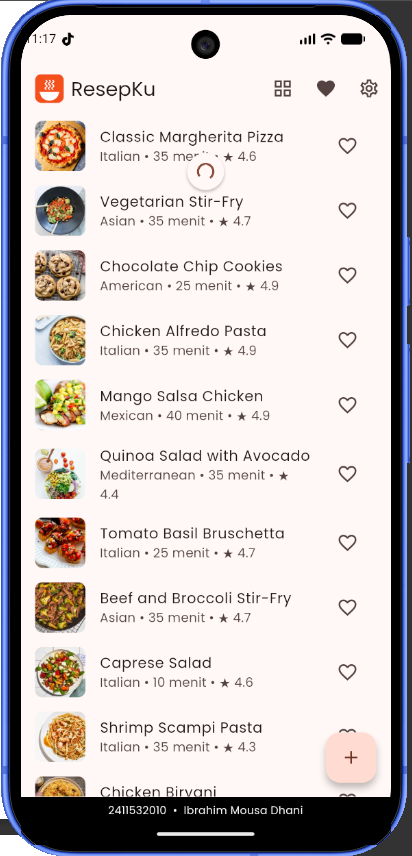 11:17
ResepKu
Classic Margherita Pizza
Italian • 35 menit • ★ 4.6
Vegetarian Stir-Fry
Asian • 35 menit • ★ 4.7
Chocolate Chip Cookies
American • 25 menit • ★ 4.9
Chicken Alfredo Pasta
Italian • 35 menit • ★ 4.9
Mango Salsa Chicken
Mexican • 40 menit • ★ 4.9
Quinoa Salad with Avocado
Mediterranean • 35 menit • ★
4.4
Tomato Basil Bruschetta
Italian • 25 menit • ★ 4.7
Beef and Broccoli Stir-Fry
Asian • 35 menit • ★ 4.7
Caprese Salad
Italian • 10 menit • ★ 4.6
Shrimp Scampi Pasta
Italian • 35 menit • ★ 4.3
Chicken Biryani
+
2411532010 • Ibrahim Mousa Dhani